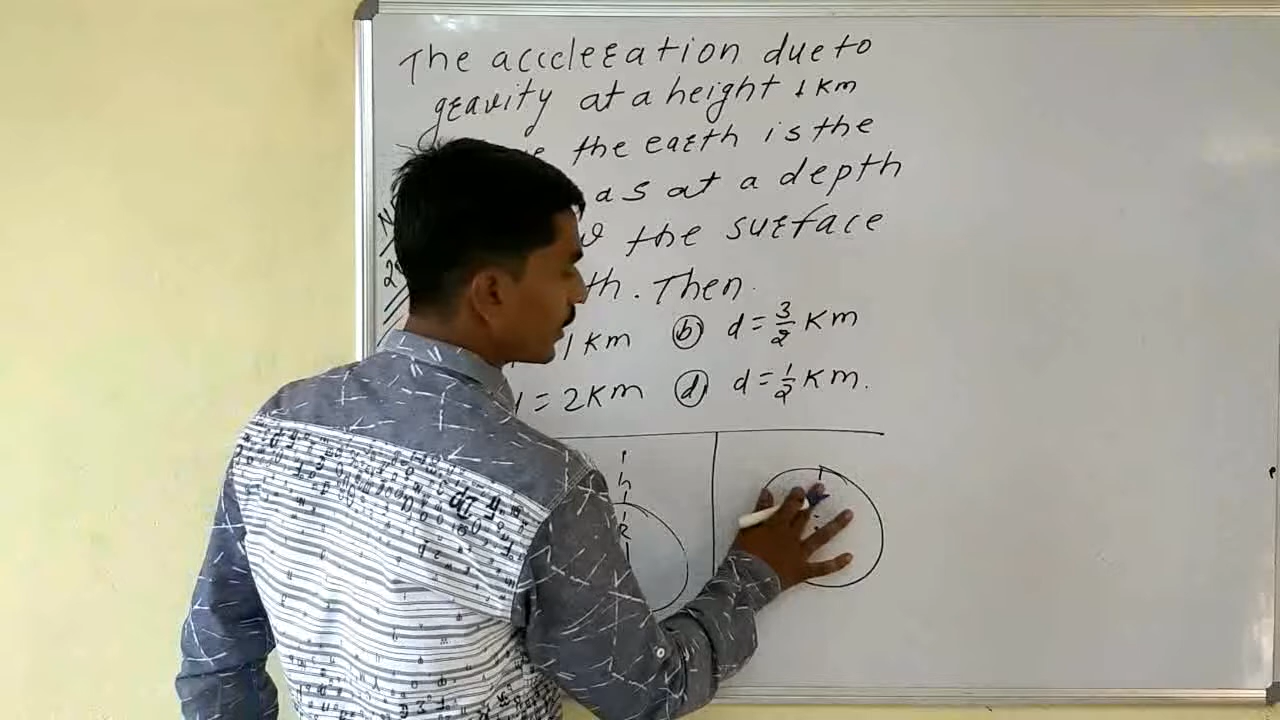 The acceleration due to
gravity at a height 1 km
the earth is the
as at a depth
the surface
th. Then.
1 km (b) d = 3/2 km
= 2 km (d) d = 1/2 km.
h
R